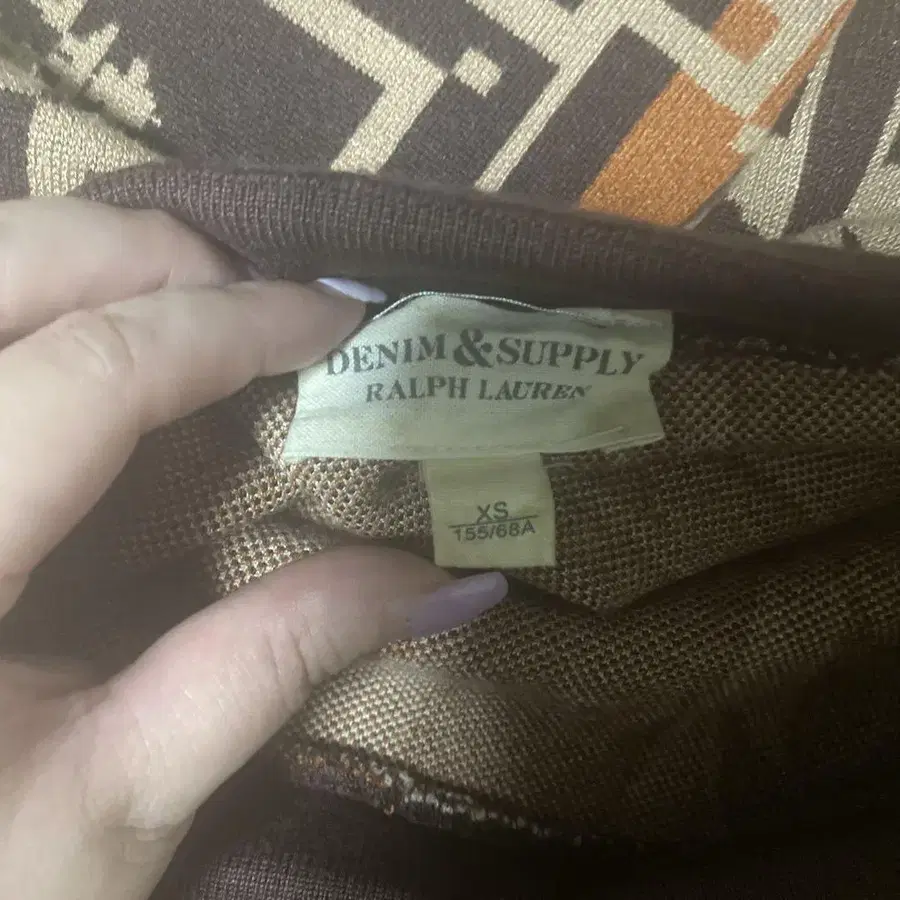 DENIM & SUPPLY
RALPH LAUREN
XS
155/68A